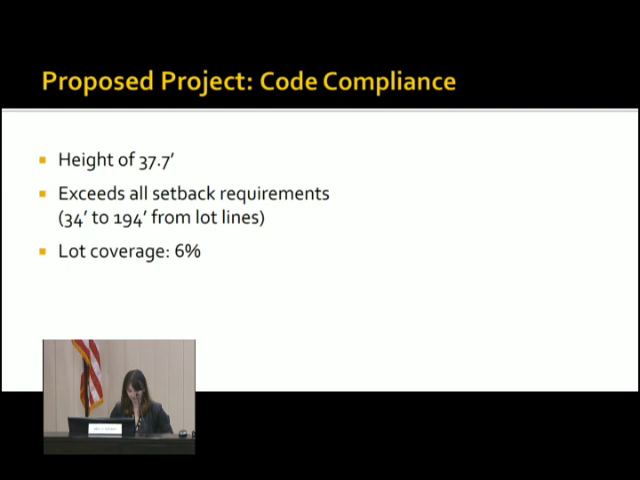 Proposed Project: Code Compliance
Height of 37.7′
Exceeds all setback requirements
(34′ to 194′ from lot lines)
Lot coverage: 6%